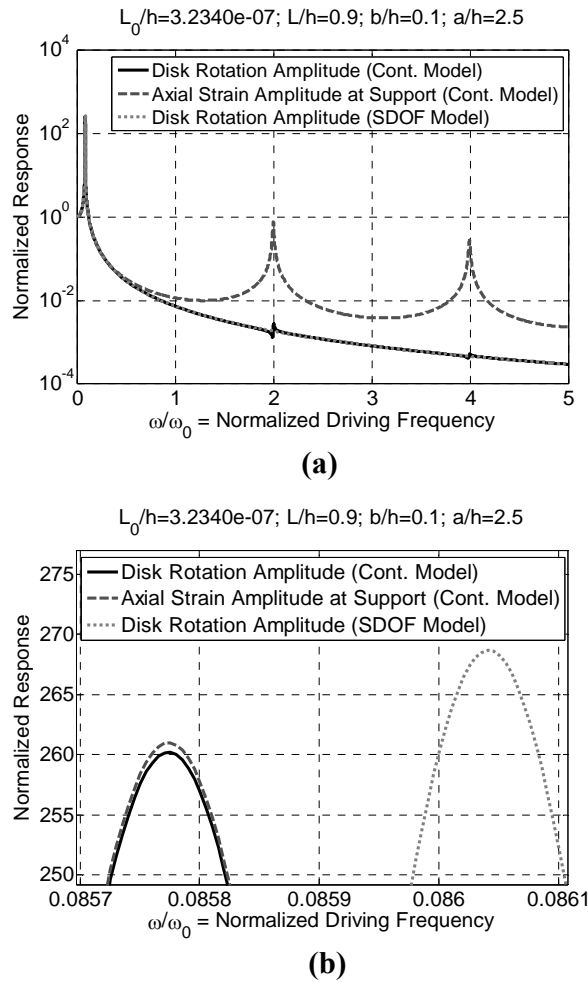 L0/h=3.2340e-07; L/h=0.9; b/h=0.1; a/h=2.5
Normalized Response
10^4
10^2
10^0
10^-2
10^-4
Disk Rotation Amplitude (Cont. Model)
Axial Strain Amplitude at Support (Cont. Model)
Disk Rotation Amplitude (SDOF Model)
0 1 2 3 4 5
ω/ω0 = Normalized Driving Frequency
(a)
L0/h=3.2340e-07; L/h=0.9; b/h=0.1; a/h=2.5
Normalized Response
275
270
265
260
255
250
Disk Rotation Amplitude (Cont. Model)
Axial Strain Amplitude at Support (Cont. Model)
Disk Rotation Amplitude (SDOF Model)
0.0857 0.0858 0.0859 0.086 0.0861
ω/ω0 = Normalized Driving Frequency
(b)